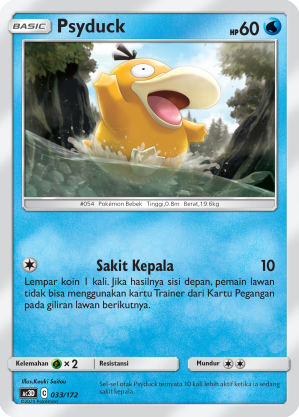 BASIC Psyduck HP60
#054 Pokémon Bebek Tinggi,0.8m Berat,19.6kg
Sakit Kepala 10
Lempar koin 1 kali. Jika hasilnya sisi depan, pemain lawan
tidak bisa menggunakan kartu Trainer dari Kartu Pegangan
pada giliran lawan berikutnya.
Kelemahan ×2 Resistansi Mundur
Illus.Kouki Saitou
033/172
Sel-sel otak Psyduck ternyata 10 kali lebih aktif ketika ia sedang
sakit kepala.